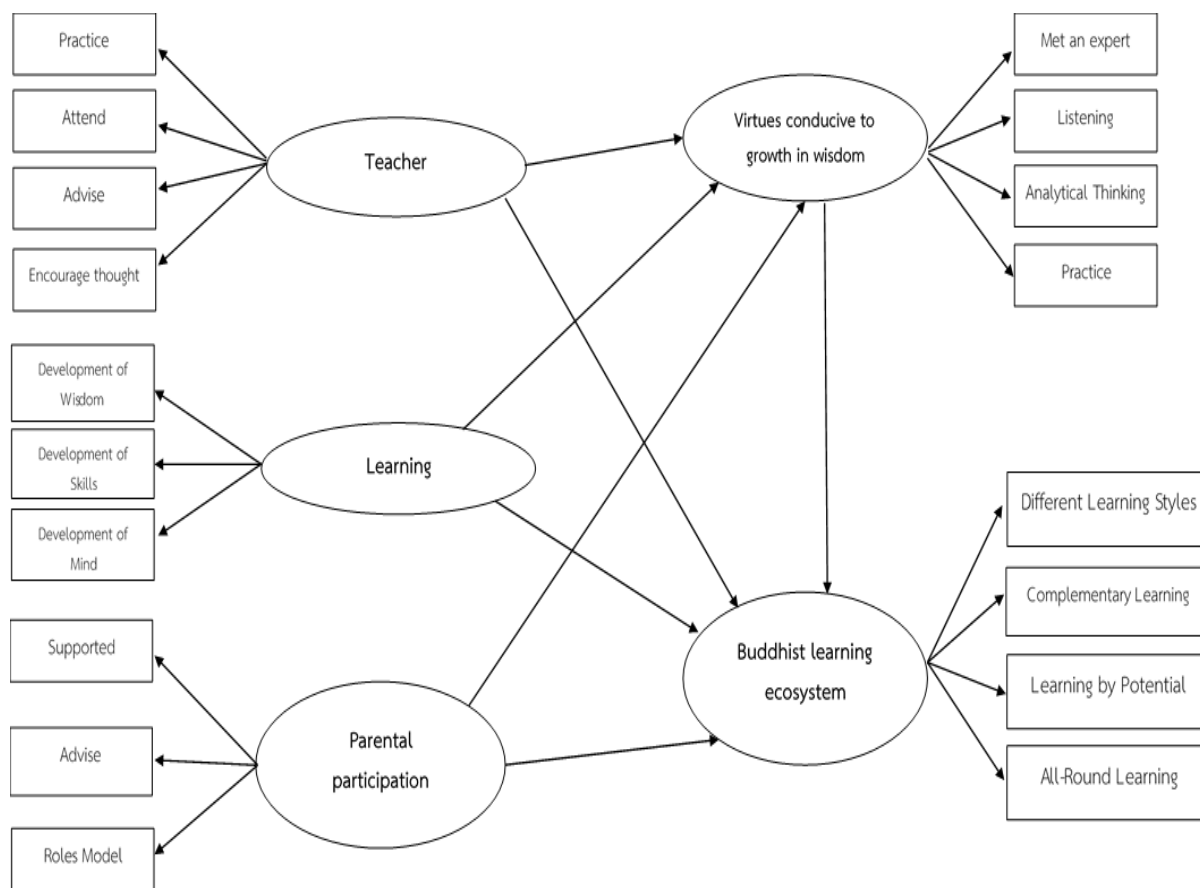 Practice
Attend
Advise
Encourage thought
Teacher
Virtues conducive to
growth in wisdom
Met an expert
Listening
Analytical Thinking
Practice
Development of
Wisdom
Development of
Skills
Development of
Mind
Learning
Supported
Advise
Roles Model
Parental
participation
Buddhist learning
ecosystem
Different Learning Styles
Complementary Learning
Learning by Potential
All-Round Learning